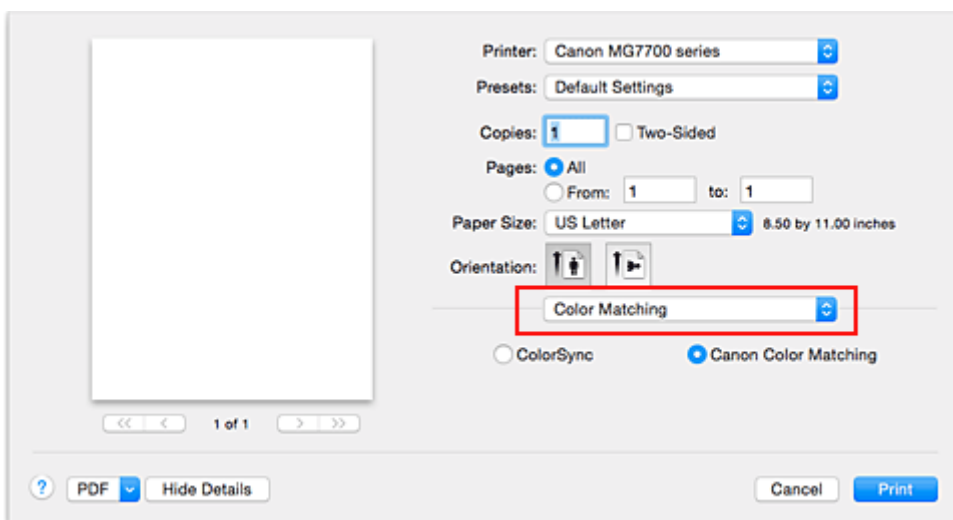 Printer: Canon MG7700 series
Presets: Default Settings
Copies: 1 Two-Sided
Pages: All
From: 1 to: 1
Paper Size: US Letter 8.50 by 11.00 inches
Orientation:
Color Matching
ColorSync Canon Color Matching
<< < 1 of 1 > >>
? PDF Hide Details Cancel Print